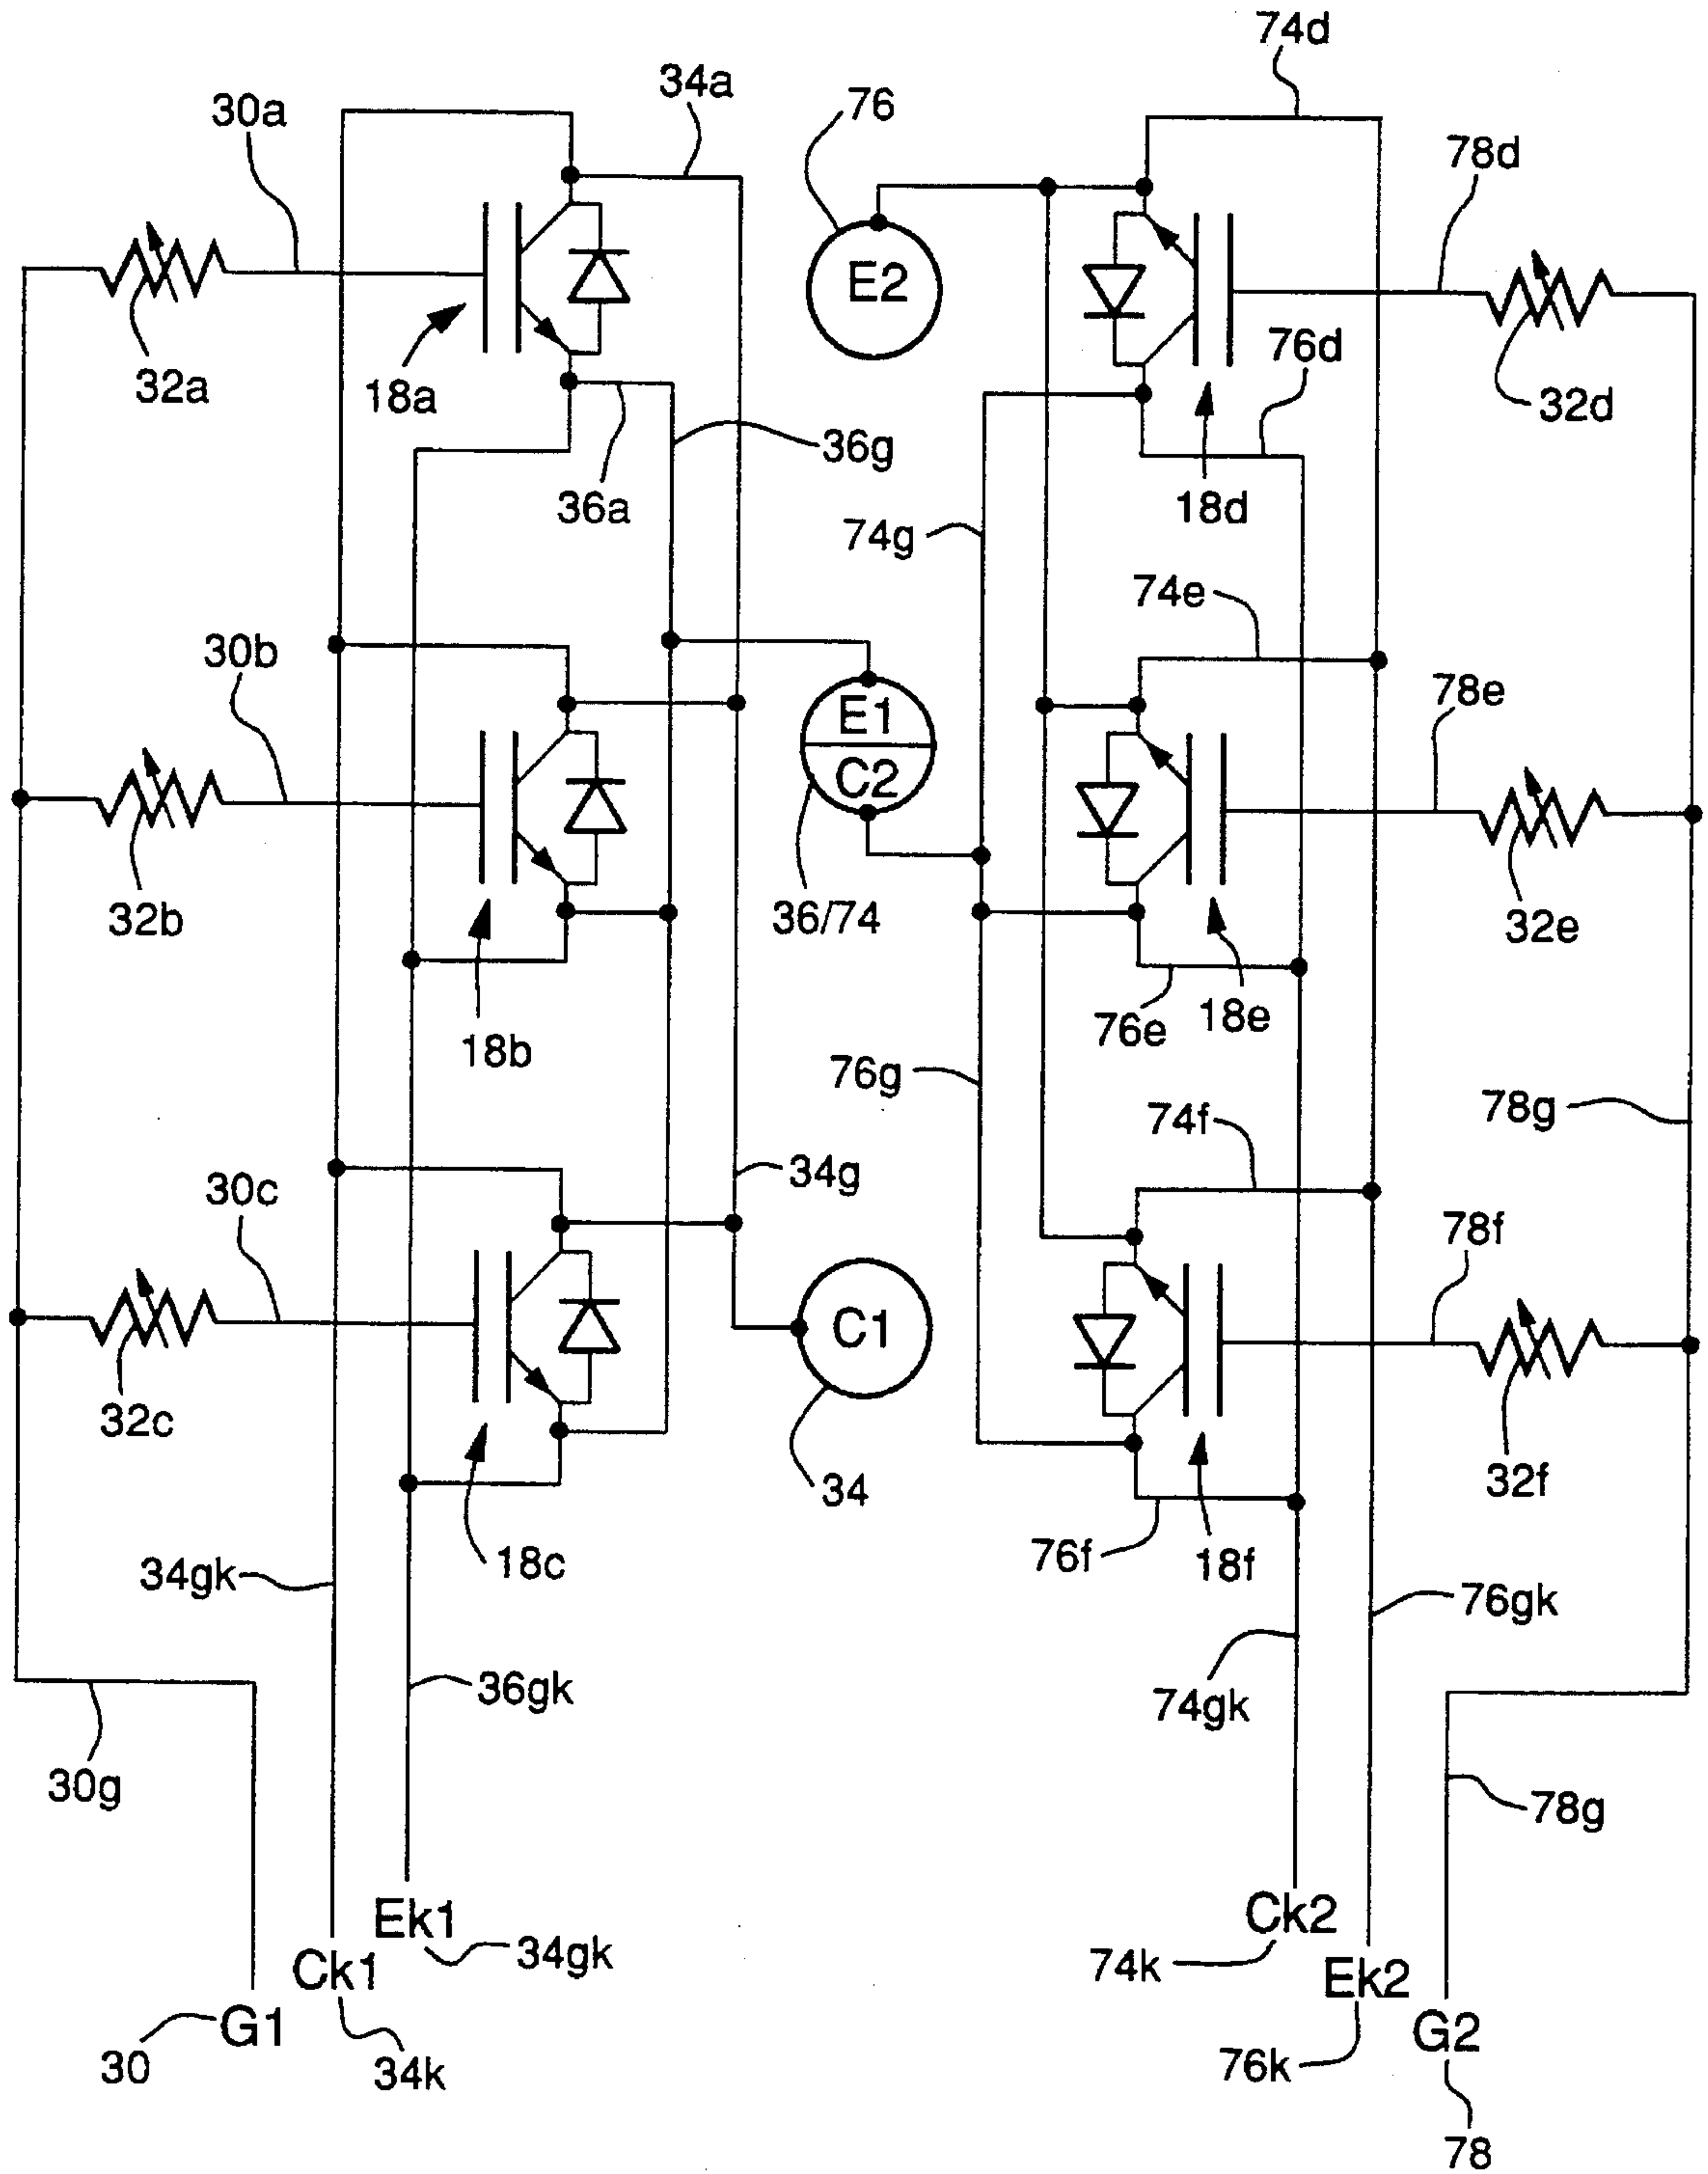 74d
34a
76
30a
78d
E2
76d
32a
18a
32d
36g
36a
18d
74g
74e
30b
78e
E1
C2
32b
36/74
32e
76e
18e
18b
76g
78g
74f
34g
30c
78f
C1
32c
34
32f
18c
76f
18f
34gk
76gk
36gk
74gk
30g
78g
Ek1
Ck2
34gk
74k
Ck1
Ek2
G1
G2
30
34k
76k
78